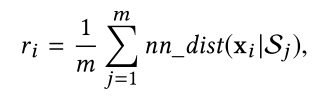 r_i = \frac{1}{m} \sum_{j=1}^{m} nn\_dist(\mathbf{x}_i | \mathcal{S}_j),